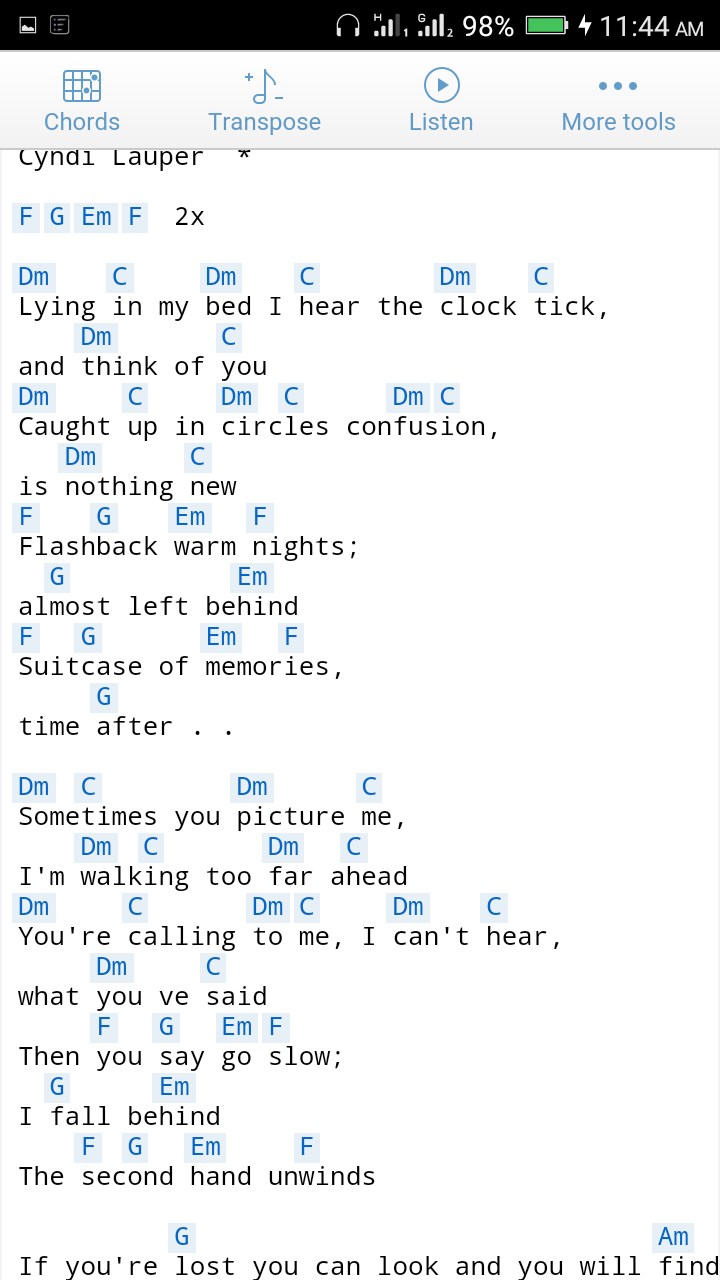 H 1 G 2 98% 11:44 AM
Chords Transpose Listen More tools
Cyndi Lauper *
F G Em F 2x
Dm C Dm C Dm C
Lying in my bed I hear the clock tick,
Dm C
and think of you
Dm C Dm C Dm C
Caught up in circles confusion,
Dm C
is nothing new
F G Em F
Flashback warm nights;
G Em
almost left behind
F G Em F
Suitcase of memories,
G
time after . .
Dm C Dm C
Sometimes you picture me,
Dm C Dm C
I'm walking too far ahead
Dm C Dm C Dm C
You're calling to me, I can't hear,
Dm C
what you ve said
F G Em F
Then you say go slow;
G Em
I fall behind
F G Em F
The second hand unwinds
G Am
If you're lost you can look and you will find